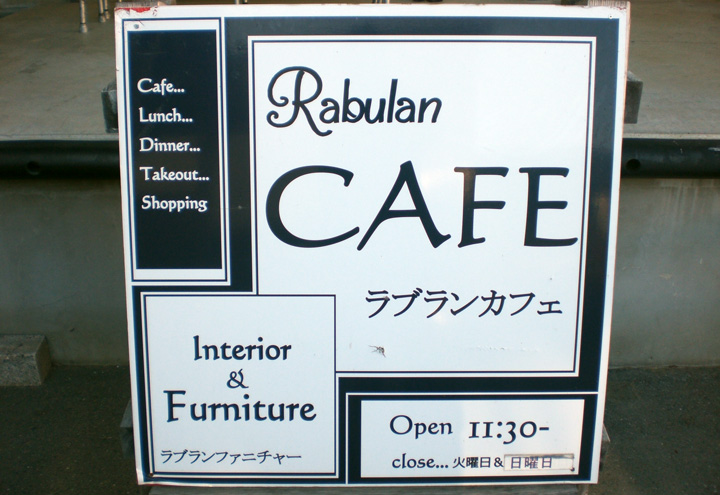 Cafe...
Lunch...
Dinner...
Takeout...
Shopping
Rabulan
CAFE
ラブランカフェ
Interior
&
Furniture
ラブランファニチャー
Open 11:30-
close... 火曜日& 日曜日